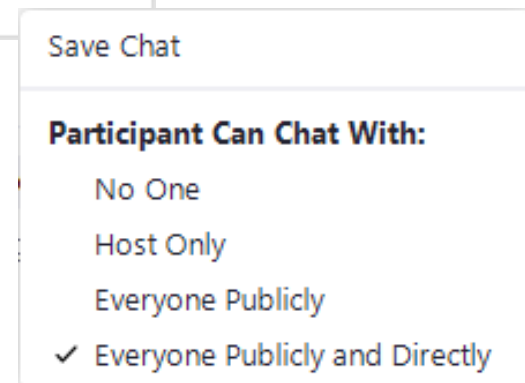 Save Chat
Participant Can Chat With:
No One
Host Only
Everyone Publicly
✓ Everyone Publicly and Directly